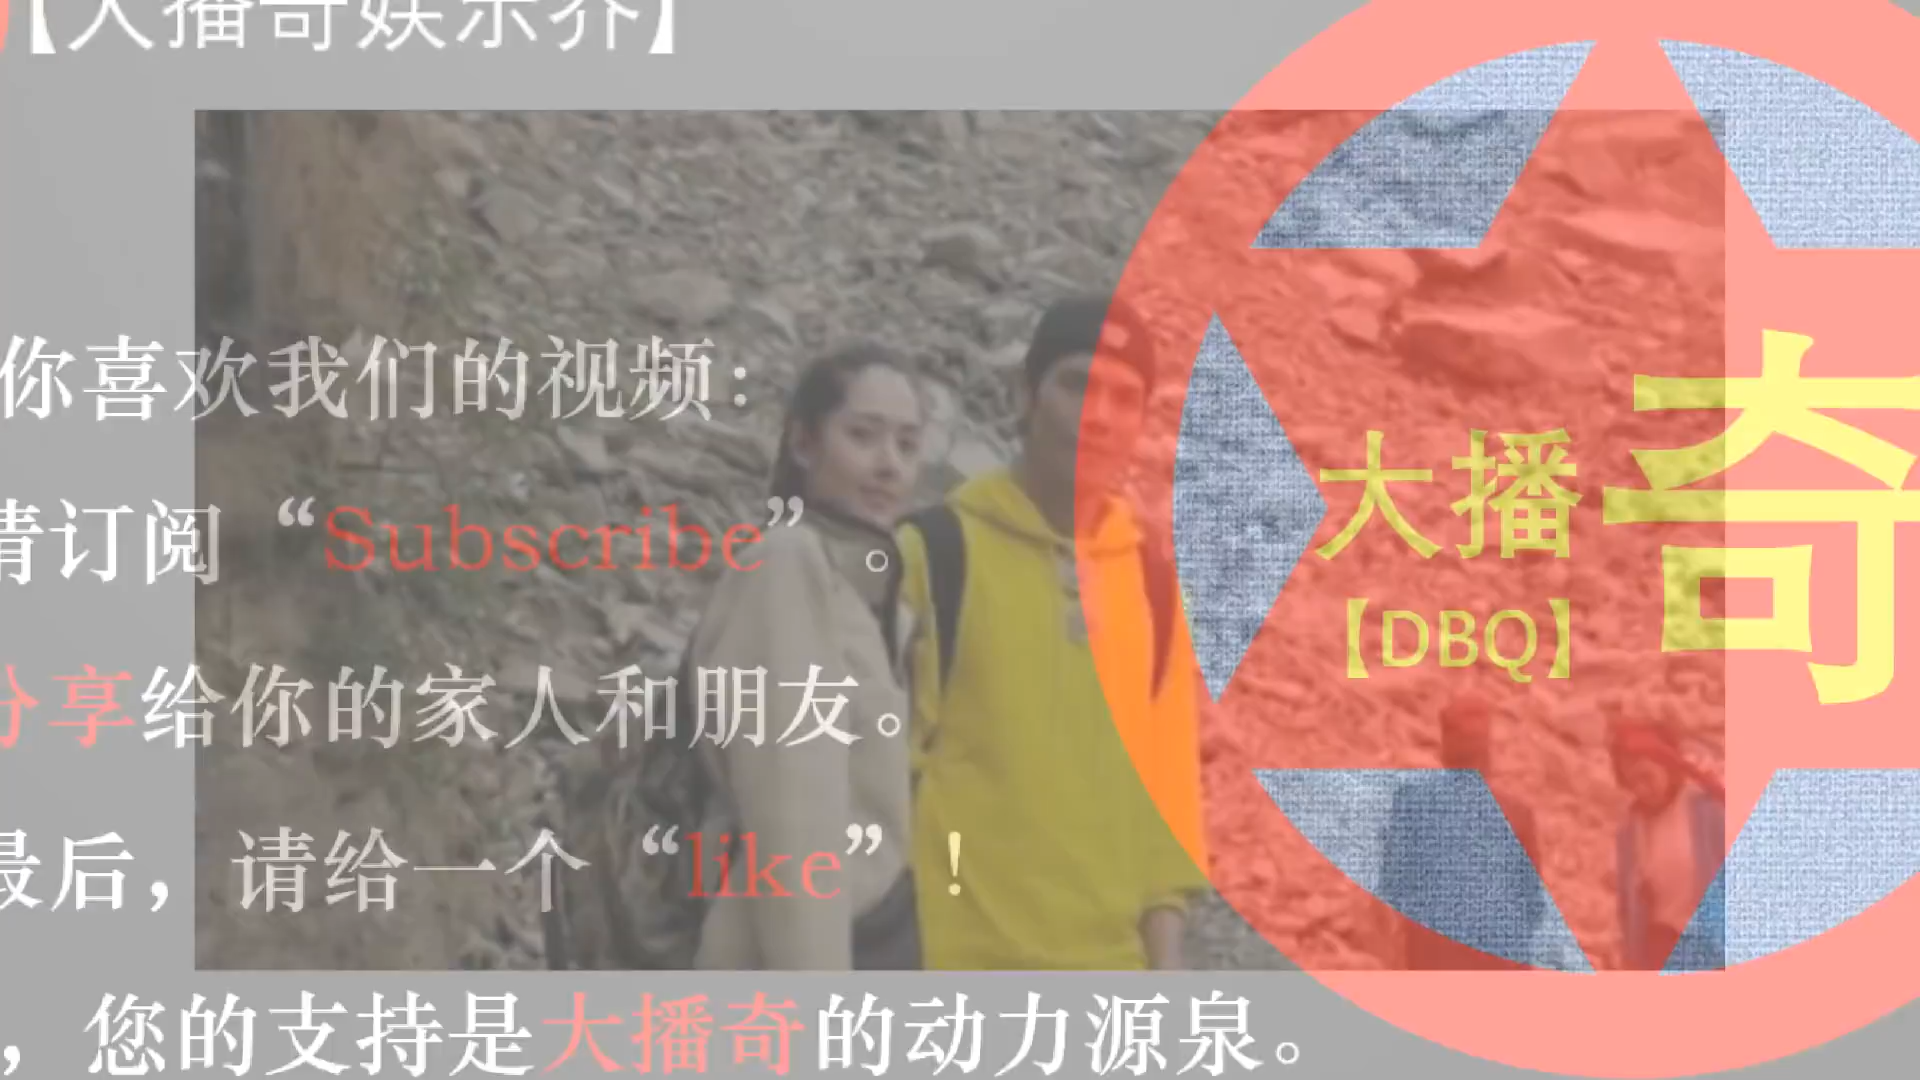 【大播奇娱乐界】
你喜欢我们的视频：
请订阅“Subscribe”。
分享给你的家人和朋友。
最后，请给一个“like”！
，您的支持是大播奇的动力源泉。
大播奇
【DBQ】